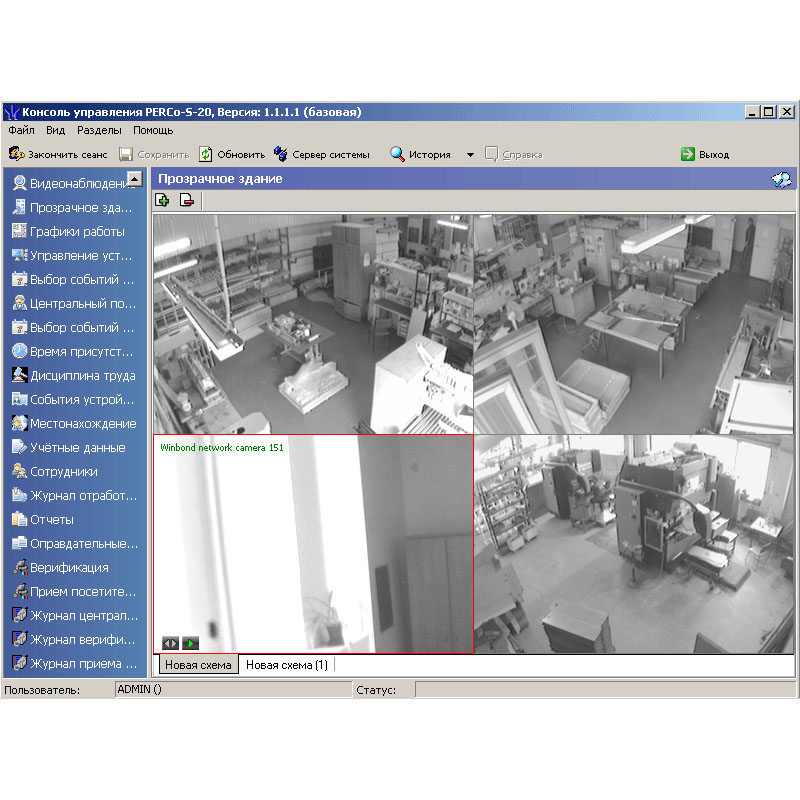 Консоль управления PERCo-S-20, Версия: 1.1.1.1 (базовая)
Файл Вид Разделы Помощь
Закончить сеанс Сохранить Обновить Сервер системы История Справка Выход
Прозрачное здание
Видеонаблюден
Прозрачное зда...
Графики работы
Управление уст...
Выбор событий ...
Центральный по...
Выбор событий ...
Время присутст...
Дисциплина труда
События устрой...
Местонахождение
Учётные данные
Сотрудники
Журнал отработ...
Отчеты
Оправдательные...
Верификация
Прием посетите...
Журнал централ...
Журнал верифи...
Журнал приема ...
Winbond network camera 151
Новая схема Новая схема (1)
Пользователь: ADMIN () Статус: